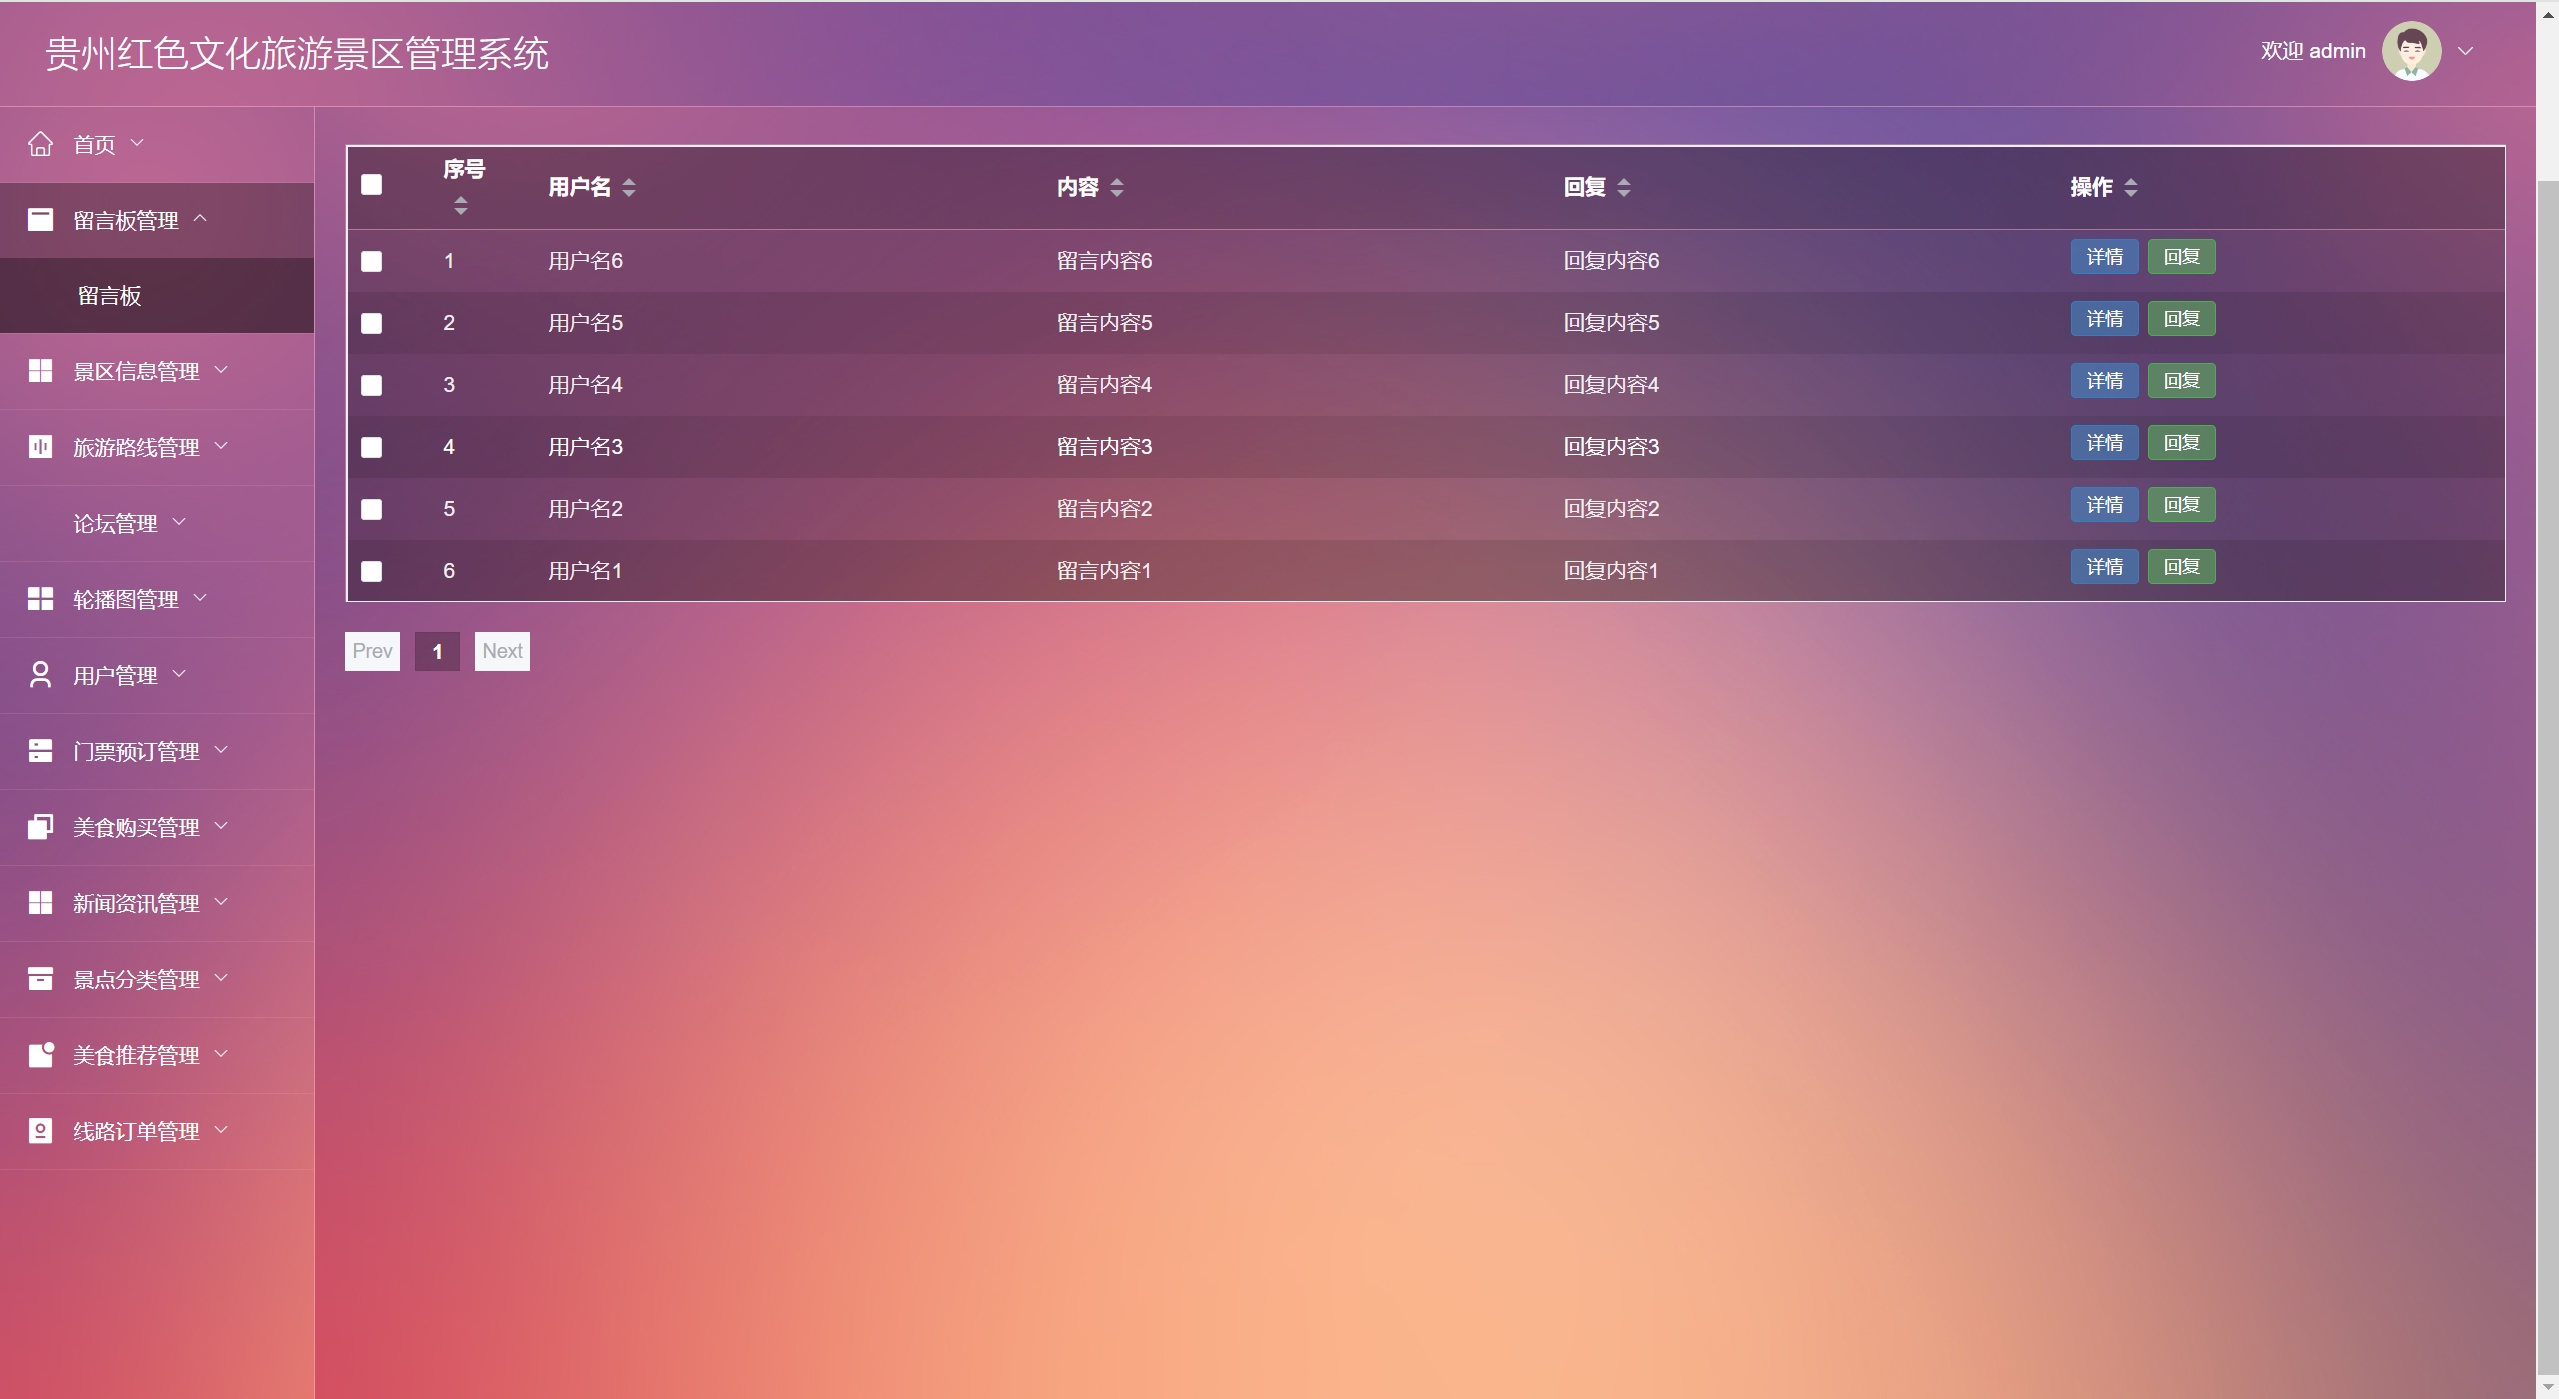 贵州红色文化旅游景区管理系统
欢迎 admin
首页
留言板管理
留言板
景区信息管理
旅游路线管理
论坛管理
轮播图管理
用户管理
门票预订管理
美食购买管理
新闻资讯管理
景点分类管理
美食推荐管理
线路订单管理
序号 用户名 内容 回复 操作
1 用户名6 留言内容6 回复内容6 详情 回复
2 用户名5 留言内容5 回复内容5 详情 回复
3 用户名4 留言内容4 回复内容4 详情 回复
4 用户名3 留言内容3 回复内容3 详情 回复
5 用户名2 留言内容2 回复内容2 详情 回复
6 用户名1 留言内容1 回复内容1 详情 回复
Prev 1 Next